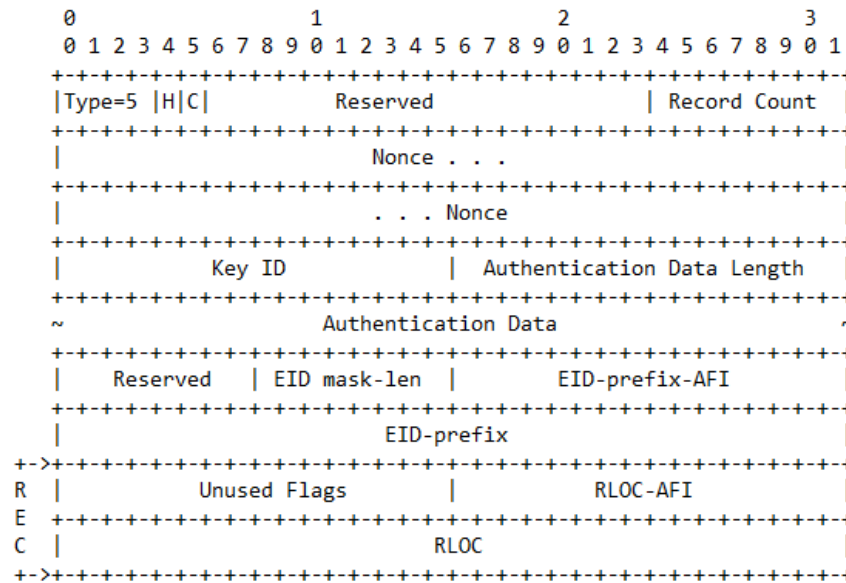 0                   1                   2                   3
 0 1 2 3 4 5 6 7 8 9 0 1 2 3 4 5 6 7 8 9 0 1 2 3 4 5 6 7 8 9 0 1
+-+-+-+-+-+-+-+-+-+-+-+-+-+-+-+-+-+-+-+-+-+-+-+-+-+-+-+-+-+-+-+-
|Type=5 |H|C| Reserved | Record Count |
+-+-+-+-+-+-+-+-+-+-+-+-+-+-+-+-+-+-+-+-+-+-+-+-+-+-+-+-+-+-+-+-
| Nonce . . . |
+-+-+-+-+-+-+-+-+-+-+-+-+-+-+-+-+-+-+-+-+-+-+-+-+-+-+-+-+-+-+-+-
| . . . Nonce |
+-+-+-+-+-+-+-+-+-+-+-+-+-+-+-+-+-+-+-+-+-+-+-+-+-+-+-+-+-+-+-+-
| Key ID | Authentication Data Length |
+-+-+-+-+-+-+-+-+-+-+-+-+-+-+-+-+-+-+-+-+-+-+-+-+-+-+-+-+-+-+-+-
~ Authentication Data ~
+-+-+-+-+-+-+-+-+-+-+-+-+-+-+-+-+-+-+-+-+-+-+-+-+-+-+-+-+-+-+-+-
| Reserved | EID mask-len | EID-prefix-AFI |
+-+-+-+-+-+-+-+-+-+-+-+-+-+-+-+-+-+-+-+-+-+-+-+-+-+-+-+-+-+-+-+-
| EID-prefix |
+->+-+-+-+-+-+-+-+-+-+-+-+-+-+-+-+-+-+-+-+-+-+-+-+-+-+-+-+-+-+-+-+-
R | Unused Flags | RLOC-AFI |
E +-+-+-+-+-+-+-+-+-+-+-+-+-+-+-+-+-+-+-+-+-+-+-+-+-+-+-+-+-+-+-+-
C | RLOC |
+->+-+-+-+-+-+-+-+-+-+-+-+-+-+-+-+-+-+-+-+-+-+-+-+-+-+-+-+-+-+-+-+-